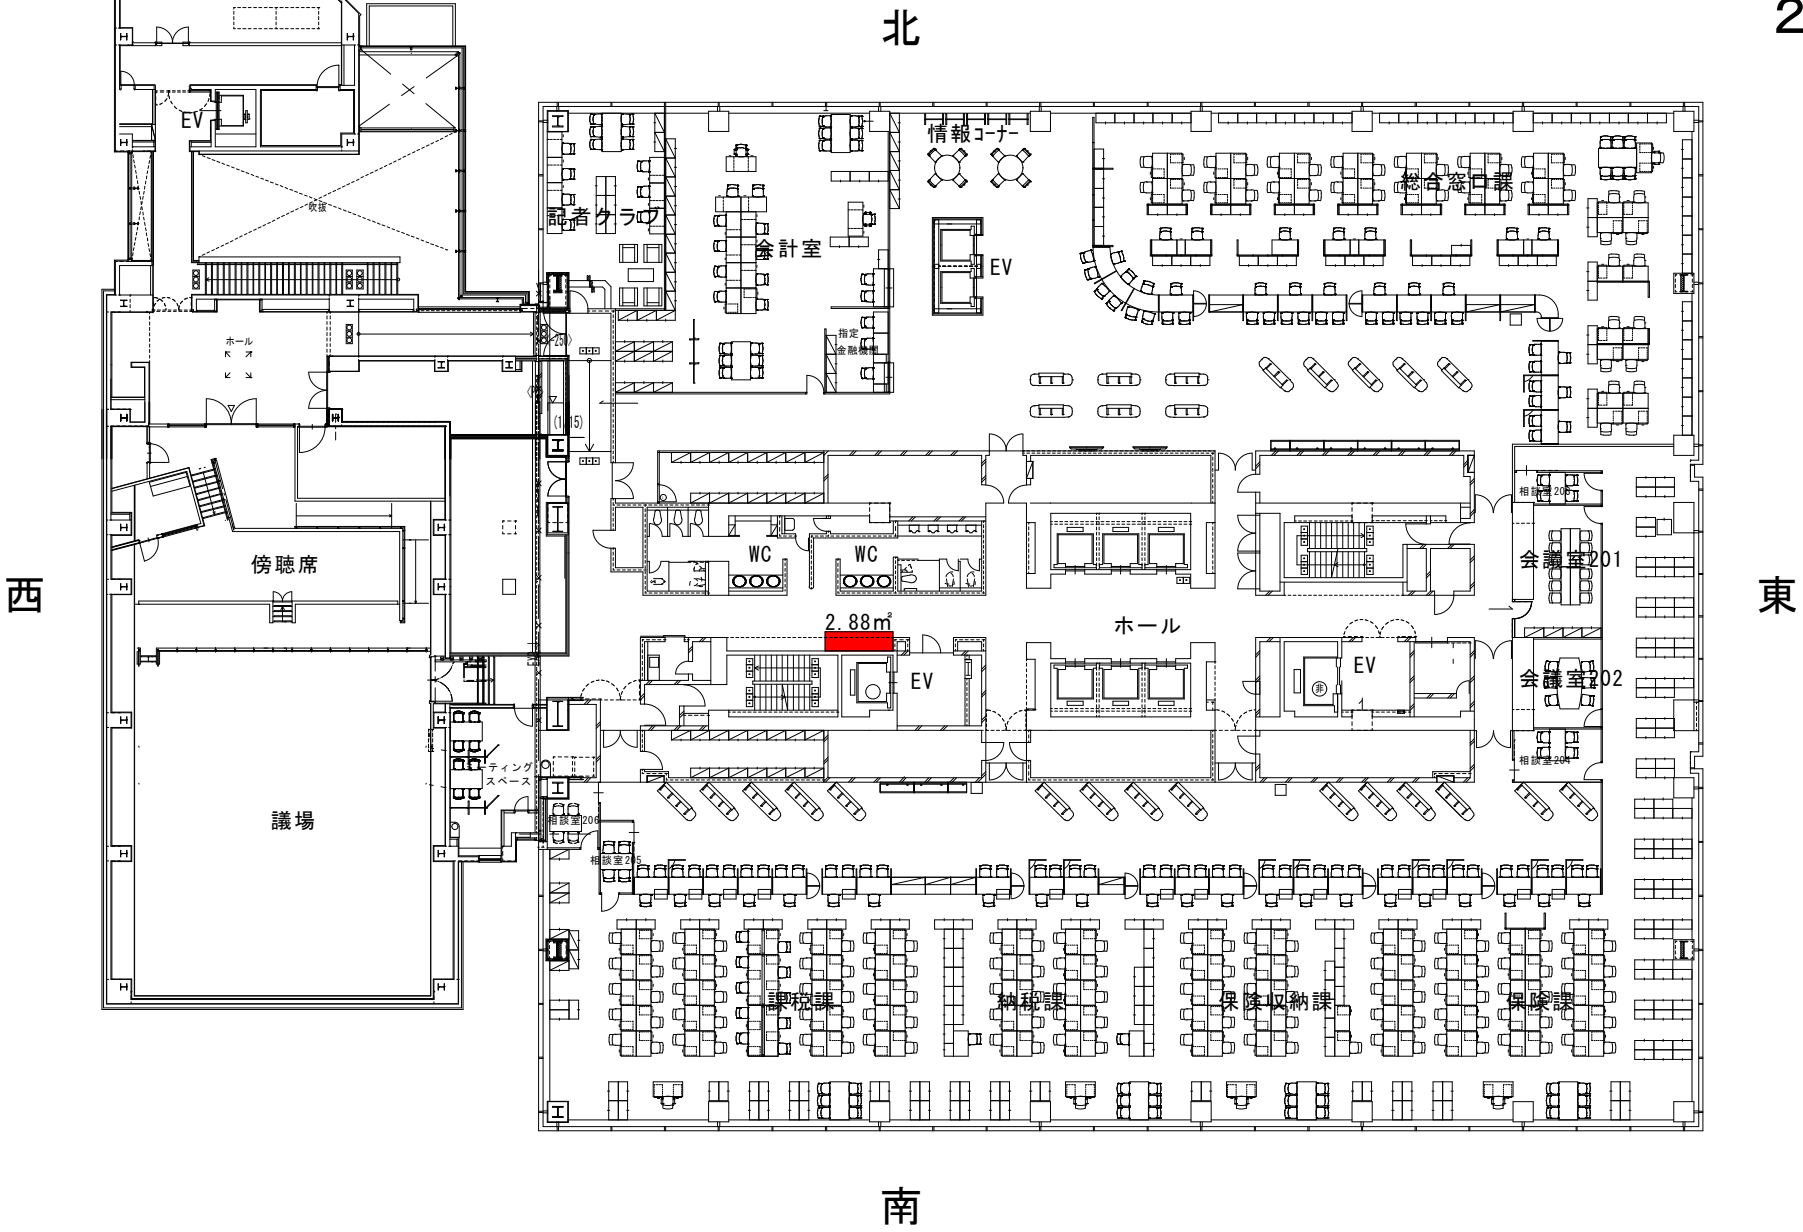 北
2
EV
情報コーナー
総合窓口課
吹抜
記者クラブ
会計室
EV
指定
金融機関
ホール
(1/15)
相談室203
WC
WC
会議室201
傍聴席
西
東
2.88㎡
ホール
EV
EV
非
会議室202
ミーティング
スペース
相談室204
議場
相談室206
相談室205
課税課
納税課
保険収納課
保険課
南